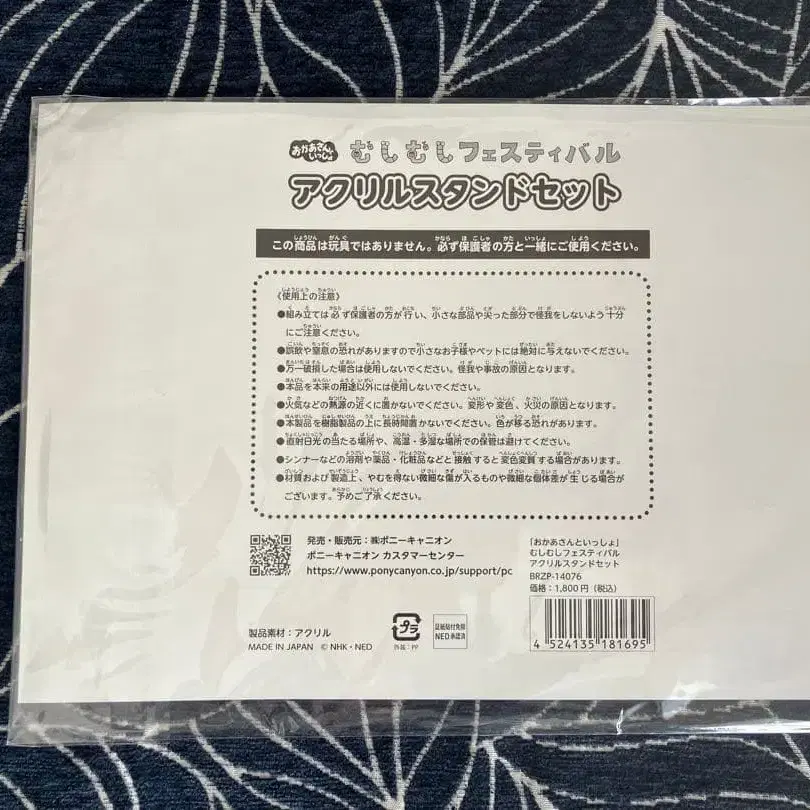 おかあさんといっしょ むしむしフェスティバル
アクリルスタンドセット
この商品は玩具ではありません。必ず保護者の方と一緒にご使用ください。
《使用上の注意》
●組み立ては必ず保護者の方が行い、小さな部品や尖った部分で怪我をしないよう十分
にご注意ください。
●誤飲や窒息の恐れがありますので小さなお子様やペットには絶対に与えないでください。
●万一破損した場合は使用しないでください。怪我や事故の原因となります。
●本品を本来の用途以外には使用しないでください。
●火気などの熱源の近くに置かないでください。変形や変色、火災の原因となります。
●本製品を樹脂製品の上に長時間置かないでください。色が移る恐れがあります。
●直射日光の当たる場所や、高温・多湿な場所での保管は避けてください。
●シンナーなどの溶剤や薬品・化粧品などと接触すると変色変質する場合があります。
●材質および製造上、やむを得ない微細な傷が入るものや微細な個体差が生じる場合が
ございます。予めご了承ください。
発売・販売元：㈱ポニーキャニオン
ポニーキャニオン カスタマーセンター
https://www.ponycanyon.co.jp/support/pc
「おかあさんといっしょ」
むしむしフェスティバル
アクリルスタンドセット
BRZP-14076
価格：1,800円（税込）
製品素材：アクリル
MADE IN JAPAN © NHK・NED
プラ
外装：PP
証紙貼付免除
NED承認済
4 524135 181695